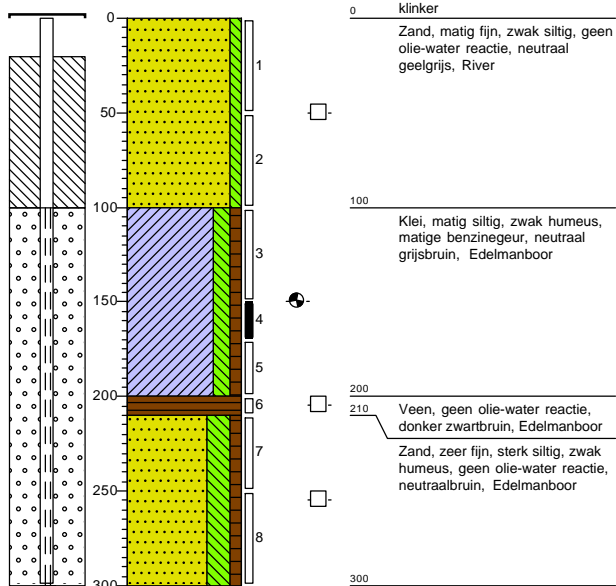 0
50
100
150
200
250
300
1
2
3
4
5
6
7
8
0
klinker
Zand, matig fijn, zwak siltig, geen
olie-water reactie, neutraal
geelgrijs, River
100
Klei, matig siltig, zwak humeus,
matige benzinegeur, neutraal
grijsbruin, Edelmanboor
200
210
Veen, geen olie-water reactie,
donker zwartbruin, Edelmanboor
Zand, zeer fijn, sterk siltig, zwak
humeus, geen olie-water reactie,
neutraalbruin, Edelmanboor
300